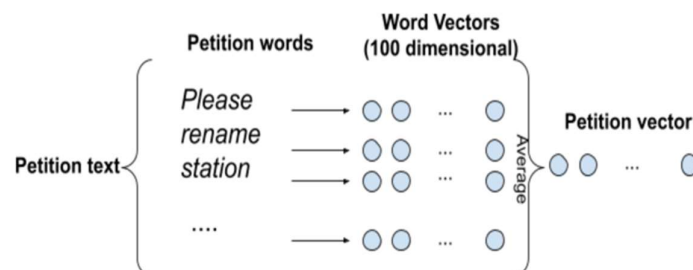 Petition words
Word Vectors
(100 dimensional)
Petition text
Please
rename
station
....
...
...
...
...
Average
Petition vector
...